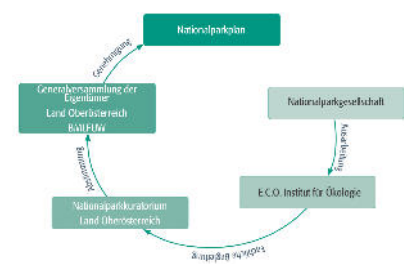 Nationalparkplan
Genehmigung
Generalversammlung der
Eigentümer
Land Oberösterreich
BMLFUW
Nationalparkgesellschaft
Ausarbeitung
Abstimmung
E.C.O. Institut für Ökologie
Nationalparkkuratorium
Land Oberösterreich
Fachliche Begleitung